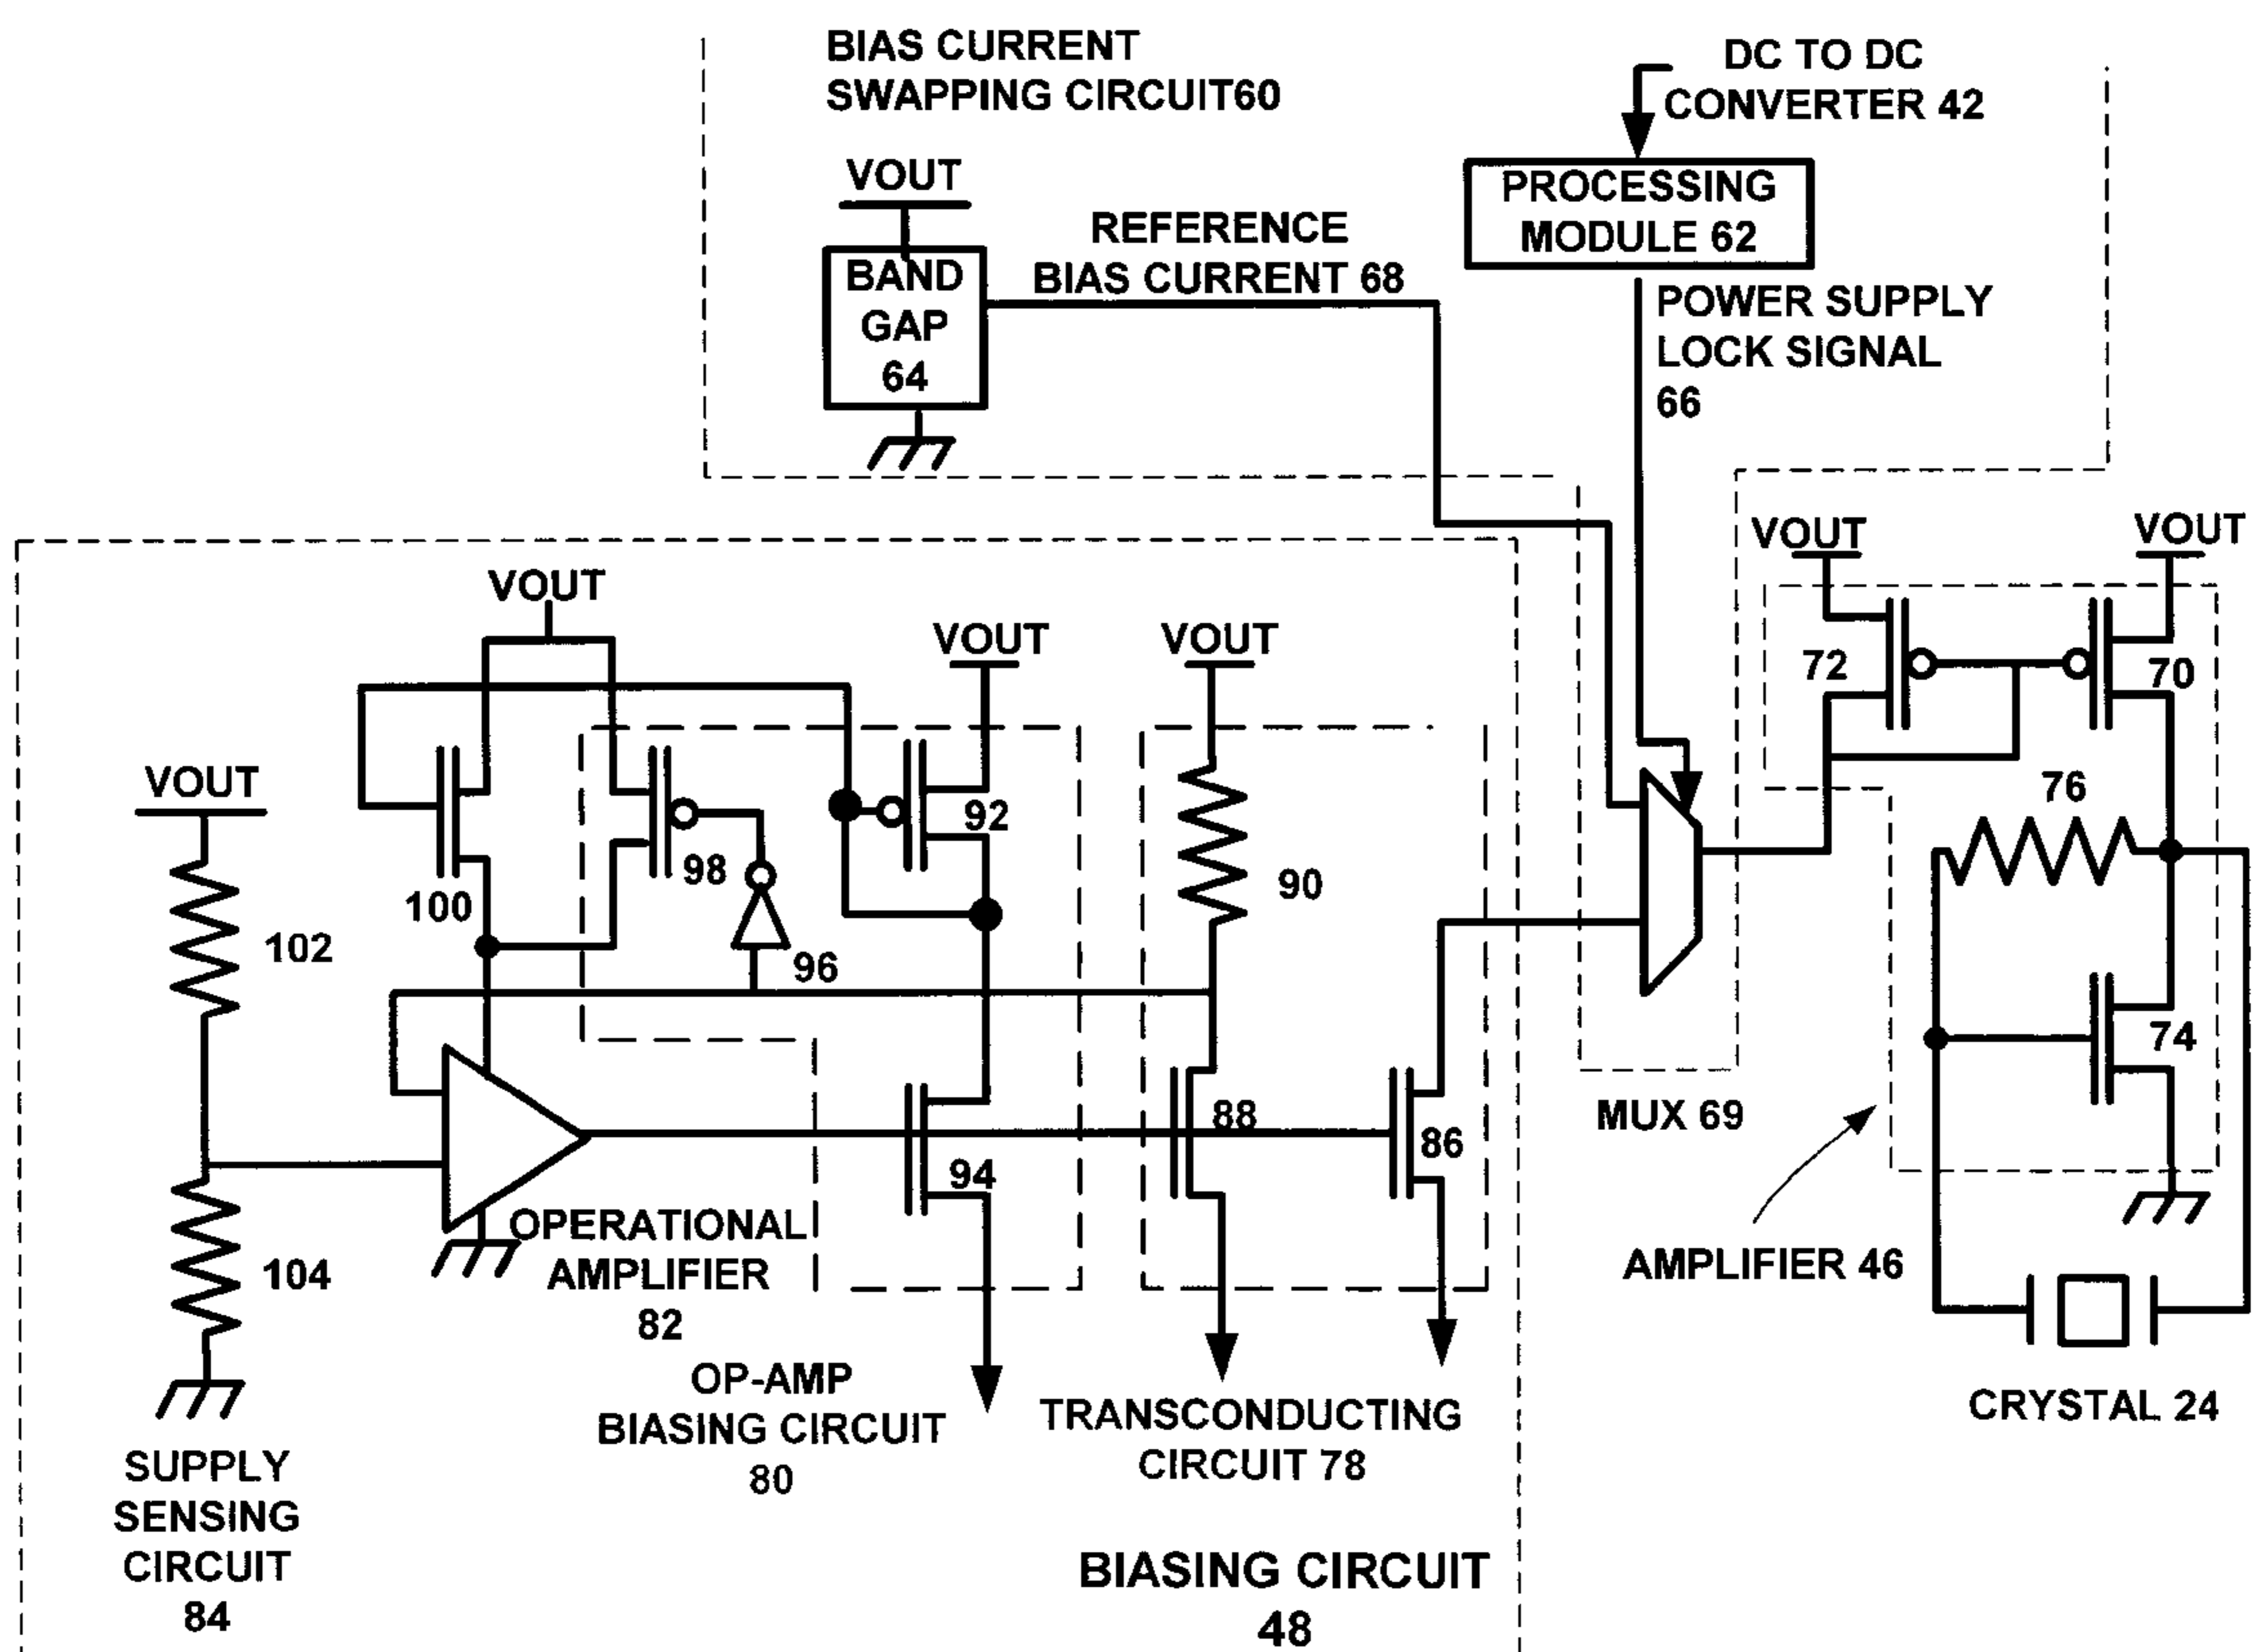 BIAS CURRENT
SWAPPING CIRCUIT60
DC TO DC
CONVERTER 42
VOUT
PROCESSING
MODULE 62
REFERENCE
BIAS CURRENT 68
BAND
GAP
64
POWER SUPPLY
LOCK SIGNAL
66
VOUT
VOUT
VOUT
VOUT
VOUT
72
70
VOUT
76
92
98
90
100
102
96
74
88
MUX 69
86
94
OPERATIONAL
AMPLIFIER
82
104
AMPLIFIER 46
OP-AMP
BIASING CIRCUIT
80
TRANSCONDUCTING
CIRCUIT 78
CRYSTAL 24
SUPPLY
SENSING
CIRCUIT
84
BIASING CIRCUIT
48